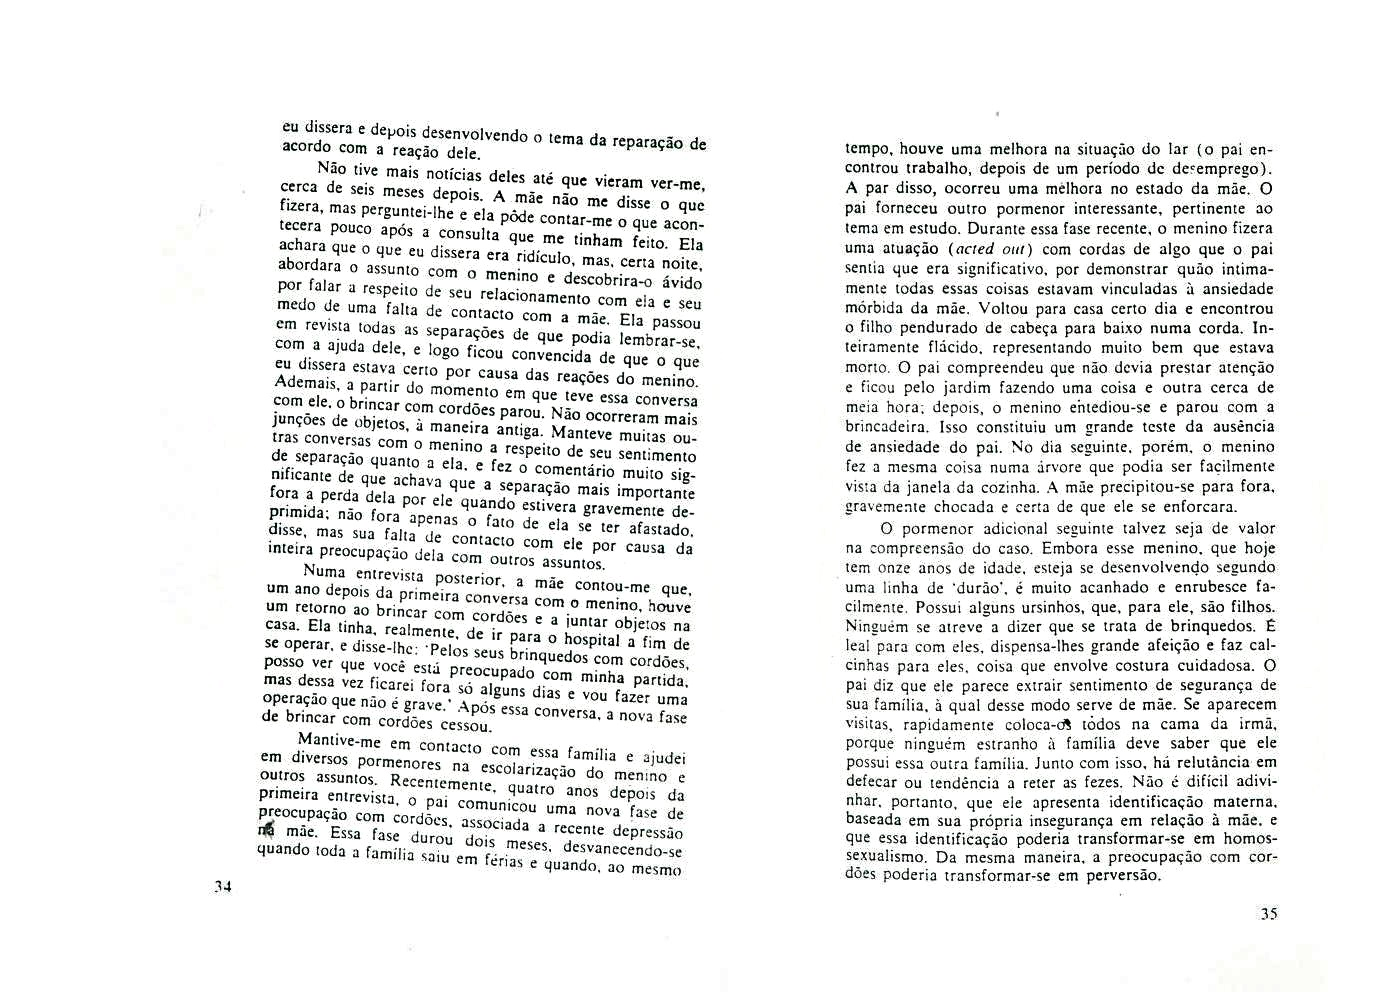 eu dissera e depois desenvolvendo o tema da reparação de
acordo com a reação dele.
Não tive mais notícias deles até que vieram ver-me,
cerca de seis meses depois. A mãe não me disse o que
fizera, mas perguntei-lhe e ela pôde contar-me o que acon-
tecera pouco após a consulta que me tinham feito. Ela
achara que o que eu dissera era ridículo, mas, certa noite,
abordara o assunto com o menino e descobrira-o ávido
por falar a respeito de seu relacionamento com ela e seu
medo de uma falta de contacto com a mãe. Ela passou
em revista todas as separações de que podia lembrar-se,
com a ajuda dele, e logo ficou convencida de que o que
eu dissera estava certo por causa das reações do menino.
Ademais, a partir do momento em que teve essa conversa
com ele, o brincar com cordões parou. Não ocorreram mais
junções de objetos, à maneira antiga. Manteve muitas ou-
tras conversas com o menino a respeito de seu sentimento
de separação quanto a ela, e fez o comentário muito sig-
nificante de que achava que a separação mais importante
fora a perda dela por ele quando estivera gravemente de-
primida; não fora apenas o fato de ela se ter afastado,
disse, mas sua falta de contacto com ele por causa da
inteira preocupação dela com outros assuntos.
Numa entrevista posterior, a mãe contou-me que,
um ano depois da primeira conversa com o menino, houve
um retorno ao brincar com cordões e a juntar objetos na
casa. Ela tinha, realmente, de ir para o hospital a fim de
se operar, e disse-lhe: 'Pelos seus brinquedos com cordões,
posso ver que você está preocupado com minha partida,
mas dessa vez ficarei fora só alguns dias e vou fazer uma
operação que não é grave.' Após essa conversa, a nova fase
de brincar com cordões cessou.
Mantive-me em contacto com essa família e ajudei
em diversos pormenores na escolarização do menino e
outros assuntos. Recentemente, quatro anos depois da
primeira entrevista, o pai comunicou uma nova fase de
preocupação com cordões, associada a recente depressão
na mãe. Essa fase durou dois meses, desvanecendo-se
quando toda a família saiu em férias e quando, ao mesmo
34
tempo, houve uma melhora na situação do lar (o pai en-
controu trabalho, depois de um período de desemprego).
A par disso, ocorreu uma melhora no estado da mãe. O
pai forneceu outro pormenor interessante, pertinente ao
tema em estudo. Durante essa fase recente, o menino fizera
uma atuação (acted out) com cordas de algo que o pai
sentia que era significativo, por demonstrar quão intima-
mente todas essas coisas estavam vinculadas à ansiedade
mórbida da mãe. Voltou para casa certo dia e encontrou
o filho pendurado de cabeça para baixo numa corda. In-
teiramente flácido, representando muito bem que estava
morto. O pai compreendeu que não devia prestar atenção
e ficou pelo jardim fazendo uma coisa e outra cerca de
meia hora; depois, o menino entediou-se e parou com a
brincadeira. Isso constituiu um grande teste da ausência
de ansiedade do pai. No dia seguinte, porém, o menino
fez a mesma coisa numa árvore que podia ser facilmente
vista da janela da cozinha. A mãe precipitou-se para fora,
gravemente chocada e certa de que ele se enforcara.
O pormenor adicional seguinte talvez seja de valor
na compreensão do caso. Embora esse menino, que hoje
tem onze anos de idade, esteja se desenvolvendo segundo
uma linha de 'durão', é muito acanhado e enrubesce fa-
cilmente. Possui alguns ursinhos, que, para ele, são filhos.
Ninguém se atreve a dizer que se trata de brinquedos. É
leal para com eles, dispensa-lhes grande afeição e faz cal-
cinhas para eles, coisa que envolve costura cuidadosa. O
pai diz que ele parece extrair sentimento de segurança de
sua família, à qual desse modo serve de mãe. Se aparecem
visitas, rapidamente coloca-os todos na cama da irmã,
porque ninguém estranho à família deve saber que ele
possui essa outra família. Junto com isso, há relutância em
defecar ou tendência a reter as fezes. Não é difícil adivi-
nhar, portanto, que ele apresenta identificação materna,
baseada em sua própria insegurança em relação à mãe, e
que essa identificação poderia transformar-se em homos-
sexualismo. Da mesma maneira, a preocupação com cor-
dões poderia transformar-se em perversão.
35